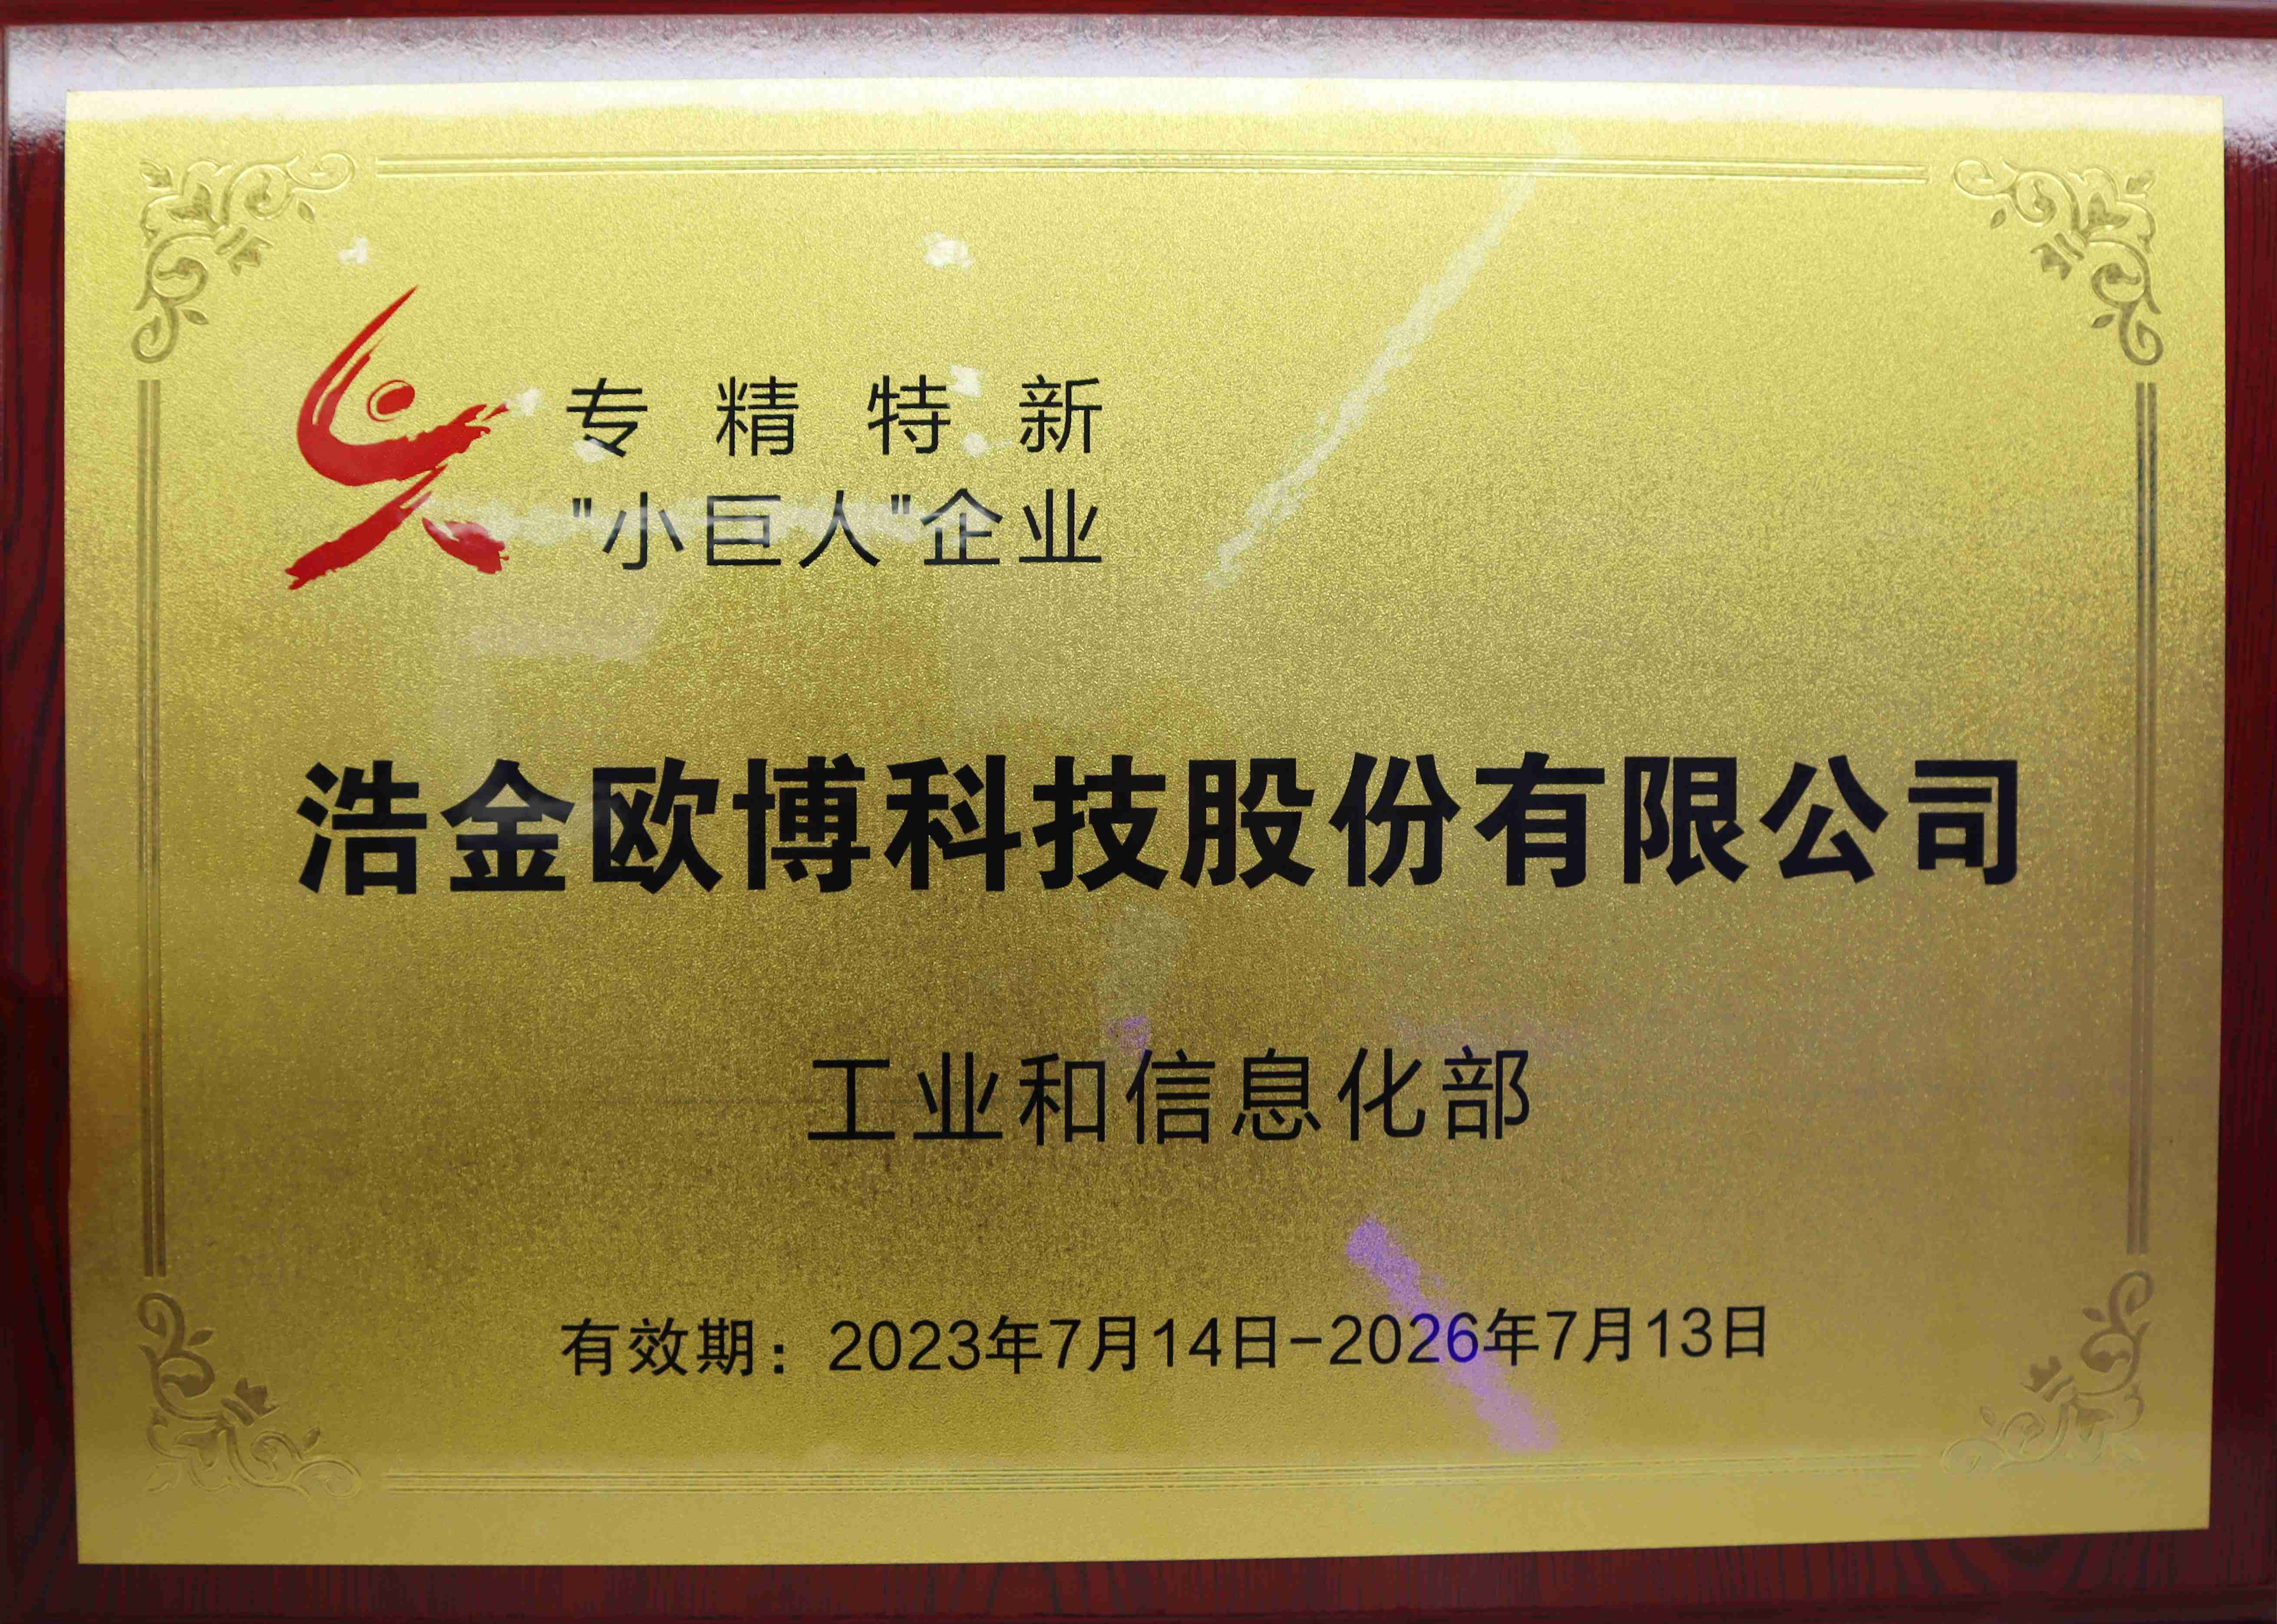 专精特新
"小巨人"企业
浩金欧博科技股份有限公司
工业和信息化部
有效期：2023年7月14日-2026年7月13日